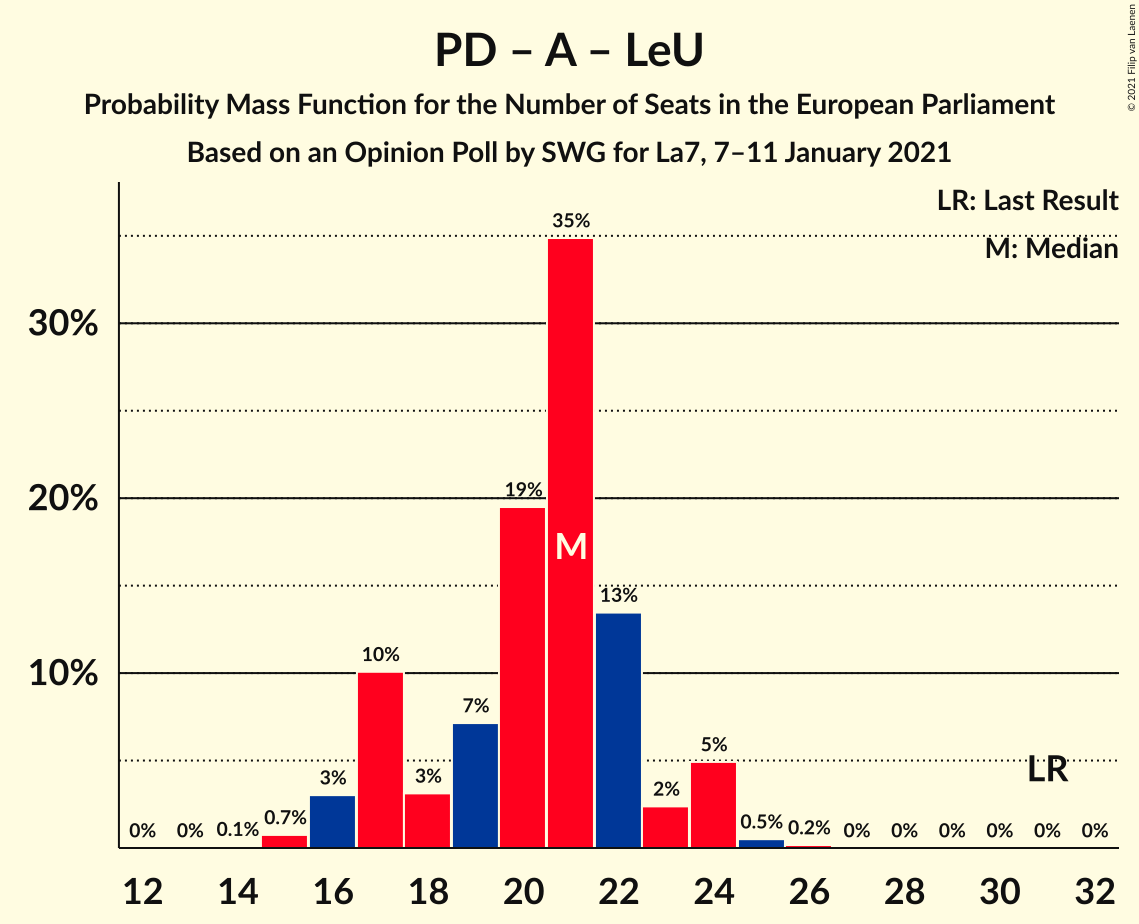 PD – A – LeU
Probability Mass Function for the Number of Seats in the European Parliament
Based on an Opinion Poll by SWG for La7, 7–11 January 2021
© 2021 Filip van Laenen
LR: Last Result
M: Median
30%
20%
10%
0%
0%
0.1%
0.7%
3%
10%
3%
7%
19%
35%
M
13%
2%
5%
0.5%
0.2%
0%
0%
0%
0%
0%
0%
LR
12 14 16 18 20 22 24 26 28 30 32